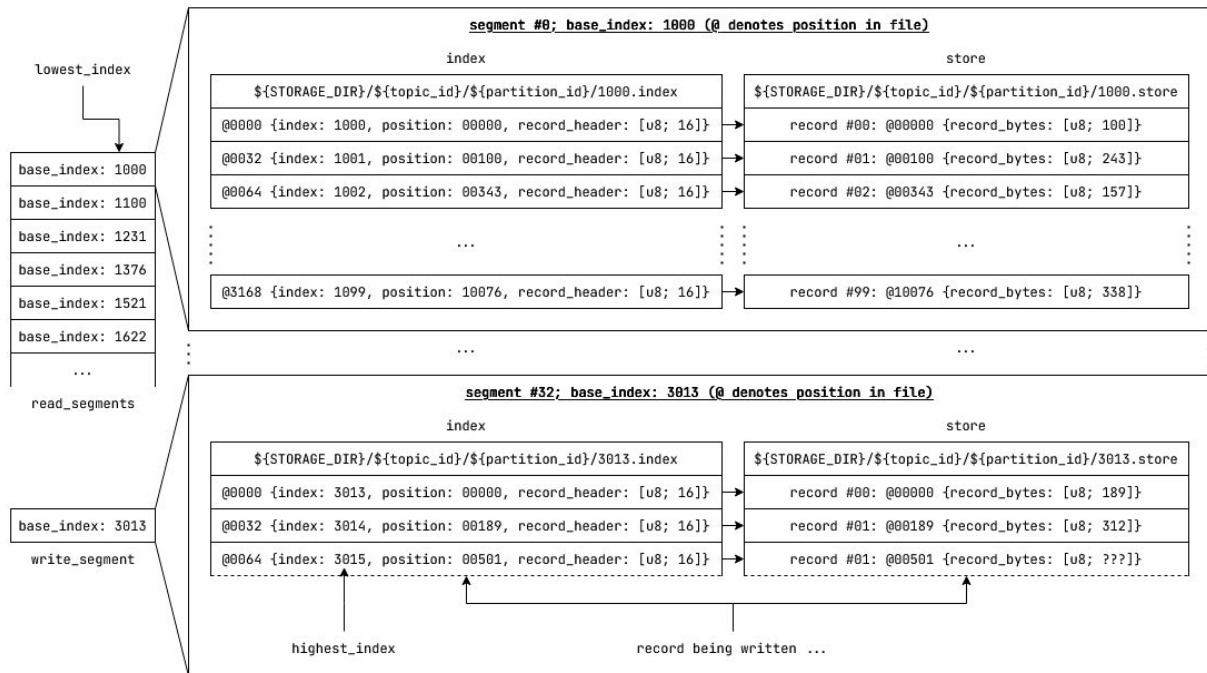 segment #0; base_index: 1000 (@ denotes position in file)
lowest_index
index
store
${STORAGE_DIR}/${topic_id}/${partition_id}/1000.index
${STORAGE_DIR}/${topic_id}/${partition_id}/1000.store
@0000 {index: 1000, position: 00000, record_header: [u8; 16]}
record #00: @00000 {record_bytes: [u8; 100]}
@0032 {index: 1001, position: 00100, record_header: [u8; 16]}
record #01: @00100 {record_bytes: [u8; 243]}
@0064 {index: 1002, position: 00343, record_header: [u8; 16]}
record #02: @00343 {record_bytes: [u8; 157]}
...
...
@3168 {index: 1099, position: 10076, record_header: [u8; 16]}
record #99: @10076 {record_bytes: [u8; 338]}
base_index: 1000
base_index: 1100
base_index: 1231
base_index: 1376
base_index: 1521
base_index: 1622
...
read_segments
...
...
segment #32; base_index: 3013 (@ denotes position in file)
index
store
${STORAGE_DIR}/${topic_id}/${partition_id}/3013.index
${STORAGE_DIR}/${topic_id}/${partition_id}/3013.store
@0000 {index: 3013, position: 00000, record_header: [u8; 16]}
record #00: @00000 {record_bytes: [u8; 189]}
@0032 {index: 3014, position: 00189, record_header: [u8; 16]}
record #01: @00189 {record_bytes: [u8; 312]}
@0064 {index: 3015, position: 00501, record_header: [u8; 16]}
record #01: @00501 {record_bytes: [u8; ???]}
base_index: 3013
write_segment
highest_index
record being written ...